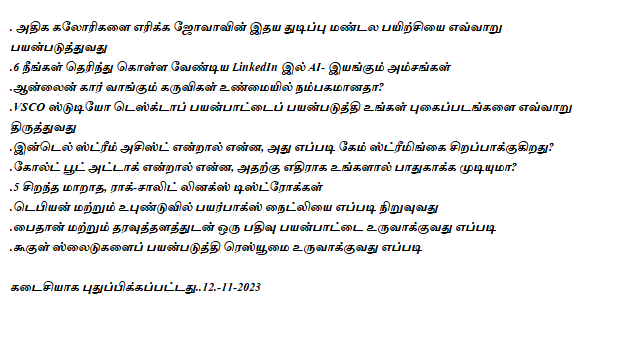 . அதிக கலோரிகளை எரிக்க ஜோவாவின் இதய துடிப்பு மண்டல பயிற்சியை எவ்வாறு
பயன்படுத்துவது
.6 நீங்கள் தெரிந்து கொள்ள வேண்டிய LinkedIn இல் AI- இயங்கும் அம்சங்கள்
.ஆன்லைன் கார் வாங்கும் கருவிகள் உண்மையில் நம்பகமானதா?
.VSCO ஸ்டுடியோ டெஸ்க்டாப் பயன்பாட்டைப் பயன்படுத்தி உங்கள் புகைப்படங்களை எவ்வாறு
திருத்துவது
.இன்டெல் ஸ்ட்ரீம் அசிஸ்ட் என்றால் என்ன, அது எப்படி கேம் ஸ்ட்ரீமிங்கை சிறப்பாக்குகிறது?
.கோல்ட் பூட் அட்டாக் என்றால் என்ன, அதற்கு எதிராக உங்களால் பாதுகாக்க முடியுமா?
.5 சிறந்த மாறாத, ராக்-சாலிட் லினக்ஸ் டிஸ்ட்ரோக்கள்
.டெபியன் மற்றும் உபுண்டுவில் பயர்பாக்ஸ் நைட்லியை எப்படி நிறுவுவது
.பைதான் மற்றும் தரவுத்தளத்துடன் ஒரு பதிவு பயன்பாட்டை உருவாக்குவது எப்படி
.கூகுள் ஸ்லைடுகளைப் பயன்படுத்தி ரெஸ்யூமை உருவாக்குவது எப்படி
கடைசியாக புதுப்பிக்கப்பட்டது..12.-11-2023